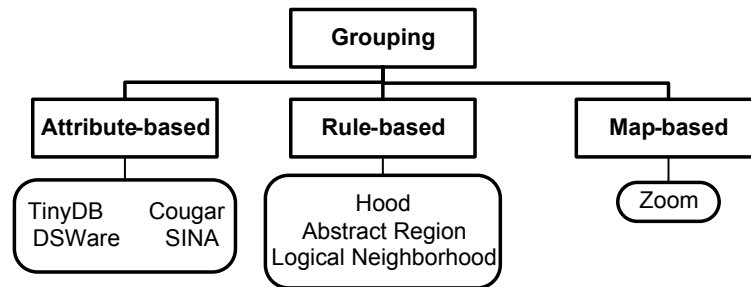 Grouping
Attribute-based
Rule-based
Map-based
TinyDB Cougar
DSWare SINA
Hood
Abstract Region
Logical Neighborhood
Zoom